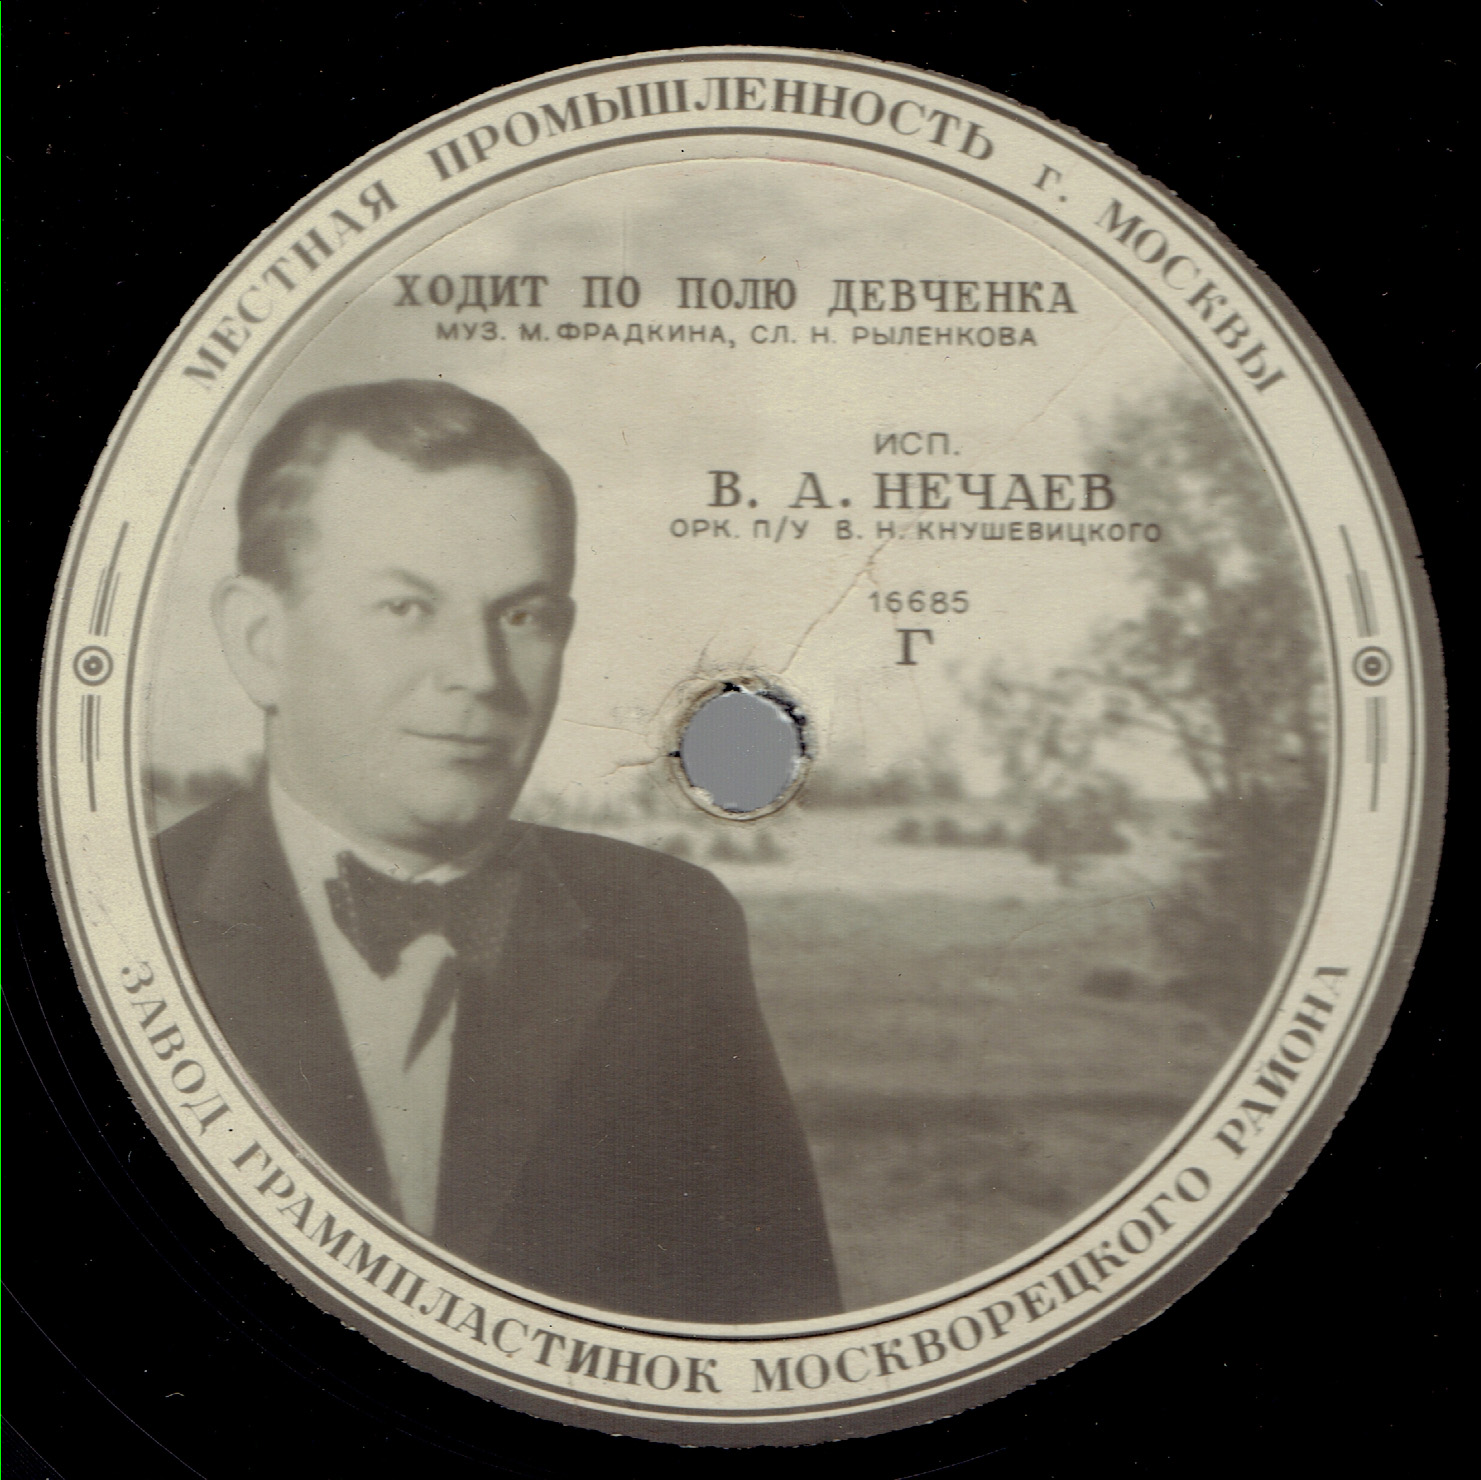 МЕСТНАЯ ПРОМЫШЛЕННОСТЬ г. МОСКВЫ
ХОДИТ ПО ПОЛЮ ДЕВЧЕНКА
МУЗ. М. ФРАДКИНА, СЛ. Н. РЫЛЕНКОВА
ИСП.
В. А. НЕЧАЕВ
ОРК. П/У В. Н. КНУШЕВИЦКОГО
16685
Г
ЗАВОД ГРАММПЛАСТИНОК МОСКВОРЕЦКОГО РАЙОНА